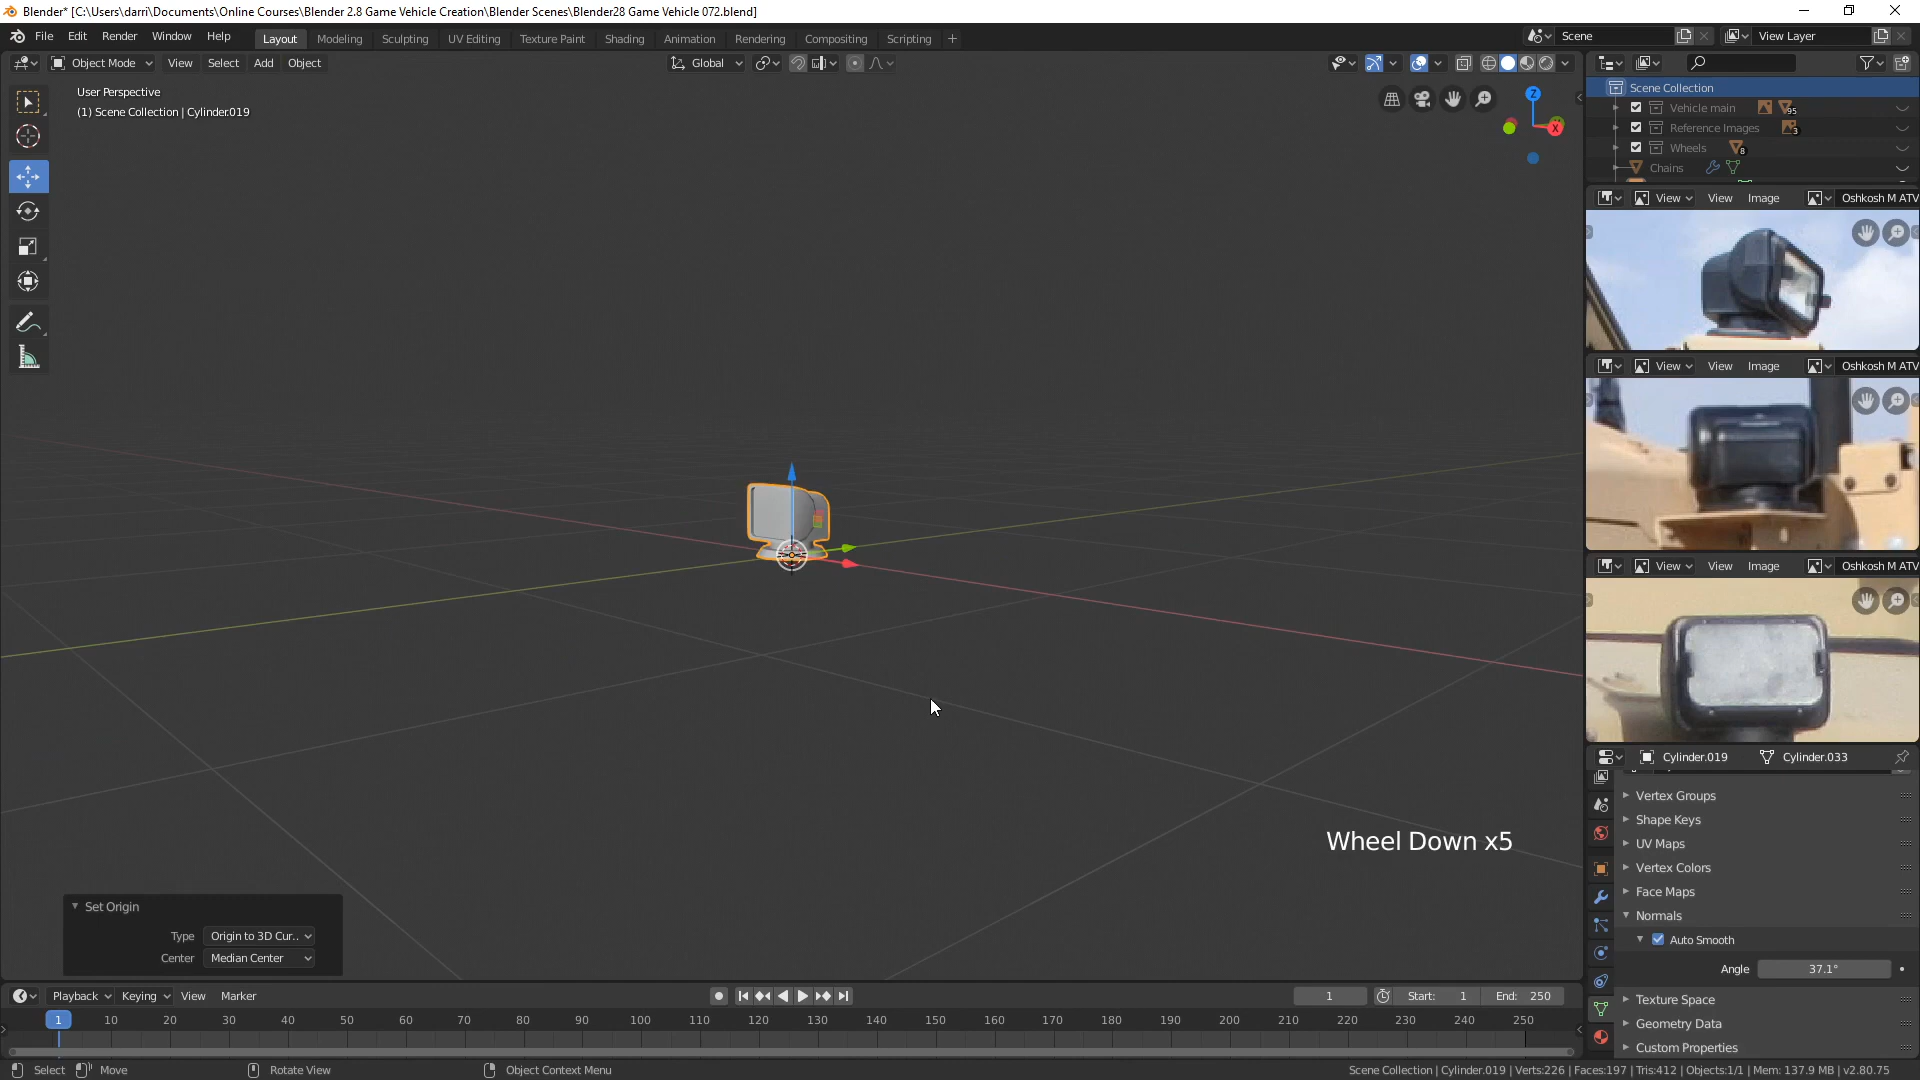 Blender* [C:\Users\darri\Documents\Online Courses\Blender 2.8 Game Vehicle Creation\Blender Scenes\Blender28 Game Vehicle 072.blend]
File Edit Render Window Help Layout Modeling Sculpting UV Editing Texture Paint Shading Animation Rendering Compositing Scripting + Scene View Layer
Object Mode View Select Add Object Global
User Perspective
(1) Scene Collection | Cylinder.019
Z
X
Scene Collection
Vehicle main 95
Reference Images 3
Wheels 8
Chains
View View Image Oshkosh M ATV
View View Image Oshkosh M ATV
View View Image Oshkosh M ATV
Cylinder.019 Cylinder.033
Vertex Groups
Shape Keys
UV Maps
Vertex Colors
Face Maps
Normals
Auto Smooth
Angle 37.1°
Texture Space
Geometry Data
Custom Properties
Wheel Down x5
Set Origin
Type Origin to 3D Cur..
Center Median Center
Playback Keying View Marker 1 Start: 1 End: 250
1 10 20 30 40 50 60 70 80 90 100 110 120 130 140 150 160 170 180 190 200 210 220 230 240 250
Select Move Rotate View Object Context Menu Scene Collection | Cylinder.019 | Verts:226 | Faces:197 | Tris:412 | Objects:1/1 | Mem: 137.9 MB | v2.80.75